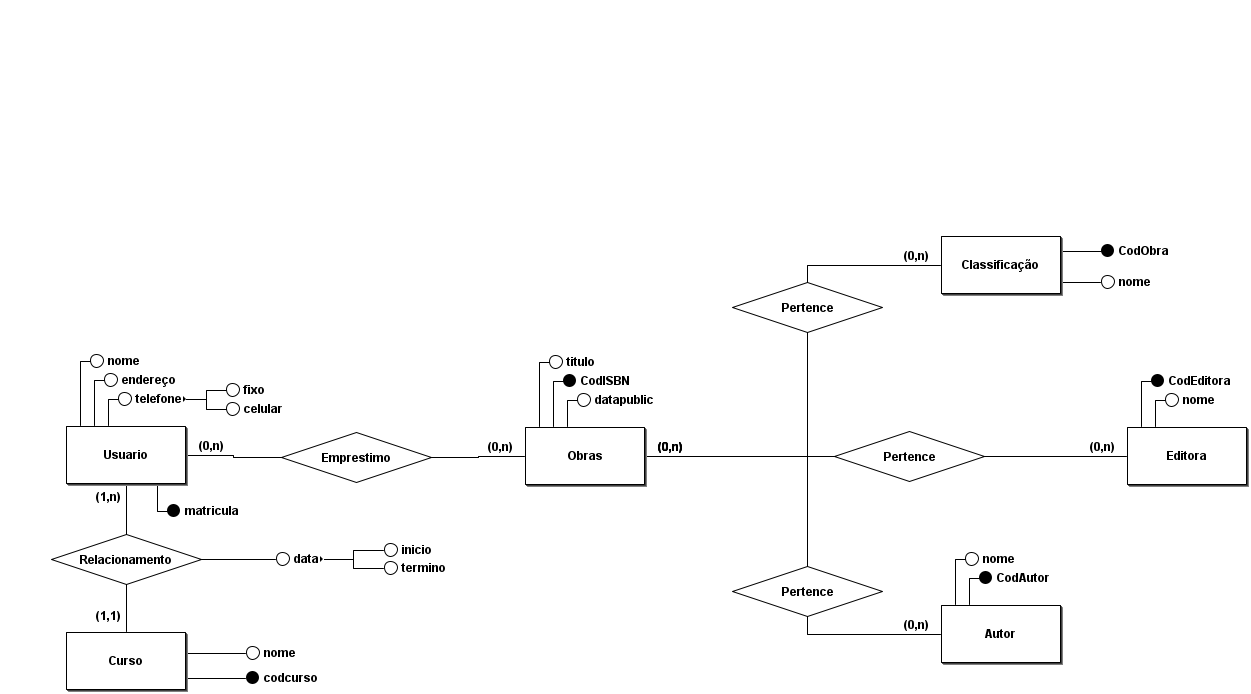 (0,n)
Classificação
CodObra
nome
Pertence
nome
endereço
telefone
fixo
celular
Usuario
(0,n)
Emprestimo
(0,n)
titulo
CodISBN
datapublic
Obras
(0,n)
Pertence
(0,n)
CodEditora
nome
Editora
(1,n)
matricula
Relacionamento
data
inicio
termino
(1,1)
Curso
nome
codcurso
Pertence
(0,n)
nome
CodAutor
Autor